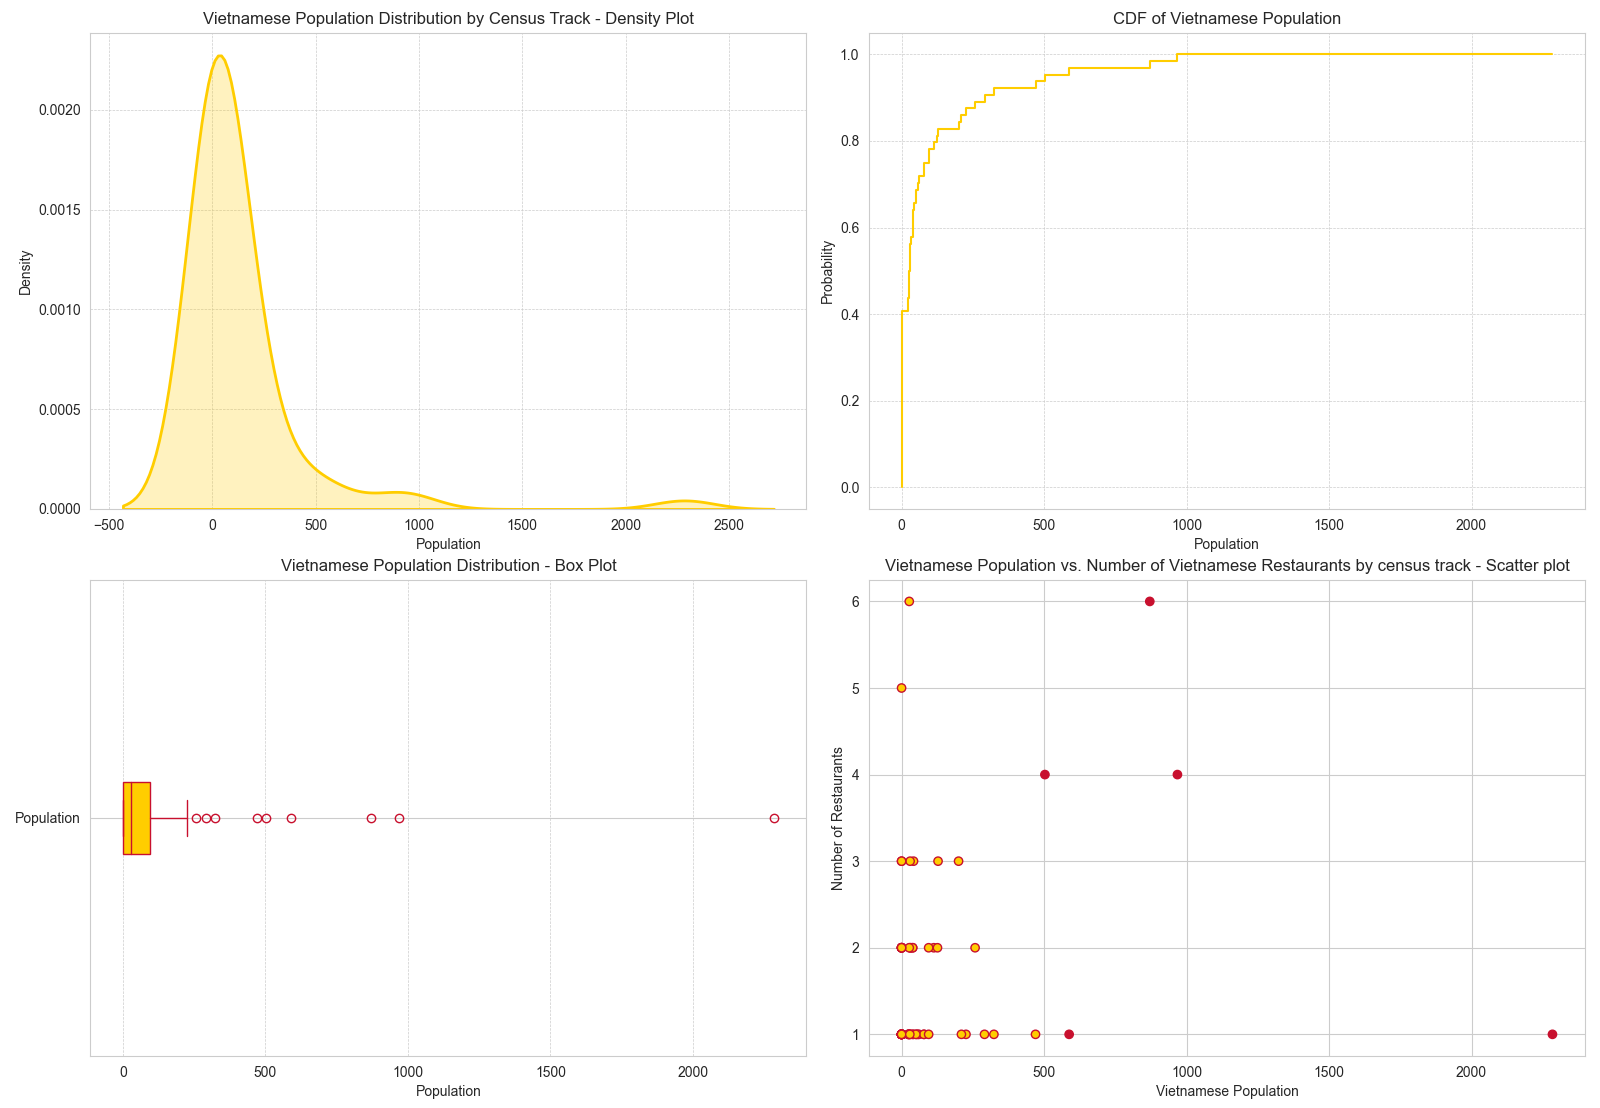 Vietnamese Population Distribution by Census Track - Density Plot
0.0020
0.0015
0.0010
0.0005
0.0000
Density
−500 0 500 1000 1500 2000 2500
Population
CDF of Vietnamese Population
1.0
0.8
0.6
0.4
0.2
0.0
Probability
0 500 1000 1500 2000
Population
Vietnamese Population Distribution - Box Plot
Population
0 500 1000 1500 2000
Population
Vietnamese Population vs. Number of Vietnamese Restaurants by census track - Scatter plot
6
5
4
3
2
1
Number of Restaurants
0 500 1000 1500 2000
Vietnamese Population